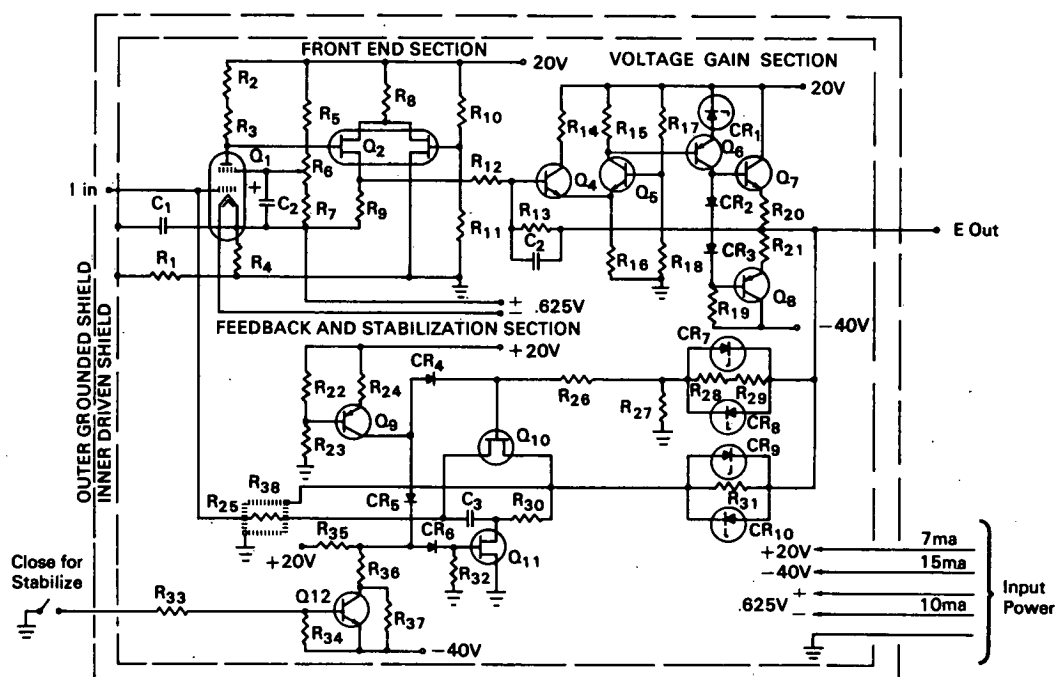 FRONT END SECTION
VOLTAGE GAIN SECTION
20V
20V
R2
R3
R5
R8
R10
R14
R15
R17
CR1
Q1
Q2
Q6
1 in
+
R6
R12
Q4
Q5
Q7
C1
C2
R7
R9
R13
CR2
R20
R11
C2
E Out
R1
R4
R16
R18
CR3
R21
R19
Q8
+
− .625V
−40V
FEEDBACK AND STABILIZATION SECTION
+20V
CR7
OUTER GROUNDED SHIELD
INNER DRIVEN SHIELD
R22
R24
CR4
R26
R27
R28
R29
Q9
CR8
R23
Q10
CR9
R38
R25
CR5
C3
R30
R31
R35
CR6
CR10
+20V
Q11
R36
R32
Close for
Stabilize
R33
Q12
R34
R37
−40V
+20V
7ma
−40V
15ma
+
.625V
−
10ma
Input
Power